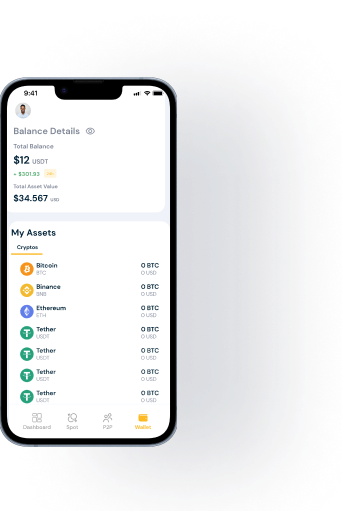 9:41
Balance Details
Total Balance
$12 USDT
+ $301.93
Total Asset Value
$34.567 USD
My Assets
Cryptos
Bitcoin 0 BTC
BTC 0 USD
Binance 0 BTC
BNB 0 USD
Ethereum 0 BTC
ETH 0 USD
Tether 0 BTC
USDT 0 USD
Tether 0 BTC
USDT 0 USD
Tether 0 BTC
USDT 0 USD
Tether 0 BTC
USDT 0 USD
Dashboard Spot P2P Wallet